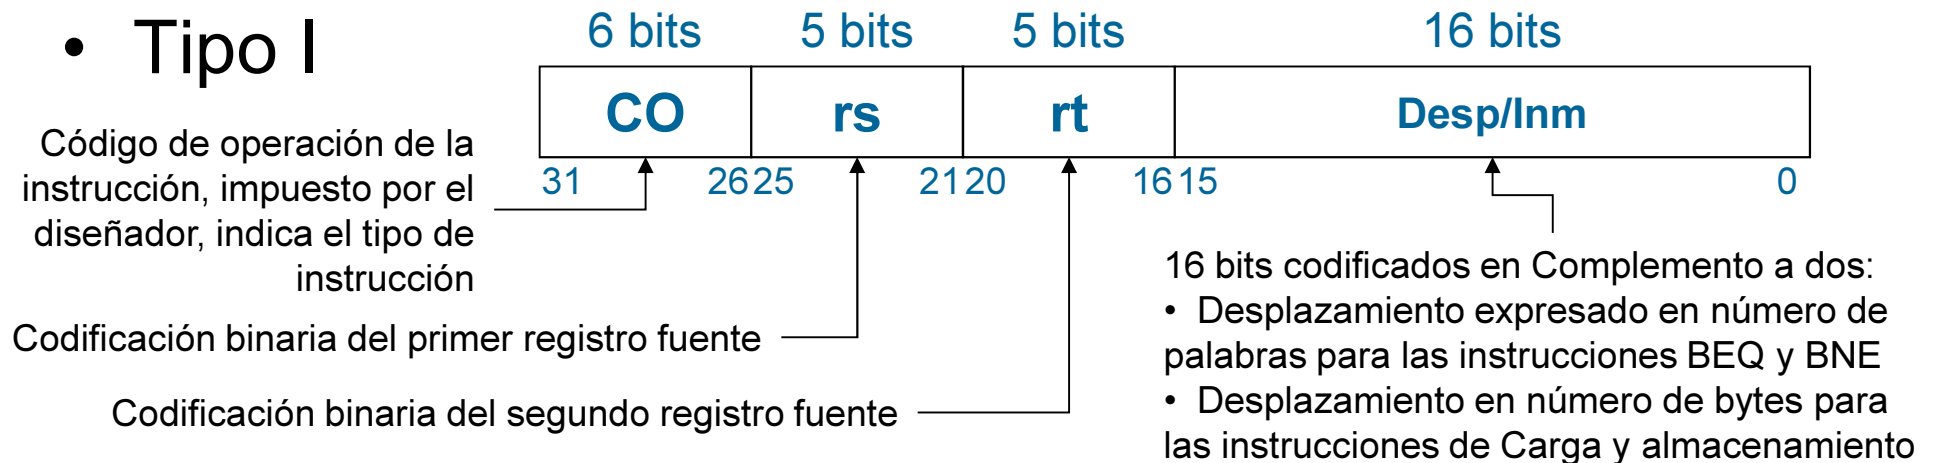 • Tipo I
6 bits 5 bits 5 bits 16 bits
CO rs rt Desp/Inm
31 26 25 21 20 16 15 0
Código de operación de la
instrucción, impuesto por el
diseñador, indica el tipo de
instrucción
Codificación binaria del primer registro fuente
Codificación binaria del segundo registro fuente
16 bits codificados en Complemento a dos:
• Desplazamiento expresado en número de
palabras para las instrucciones BEQ y BNE
• Desplazamiento en número de bytes para
las instrucciones de Carga y almacenamiento